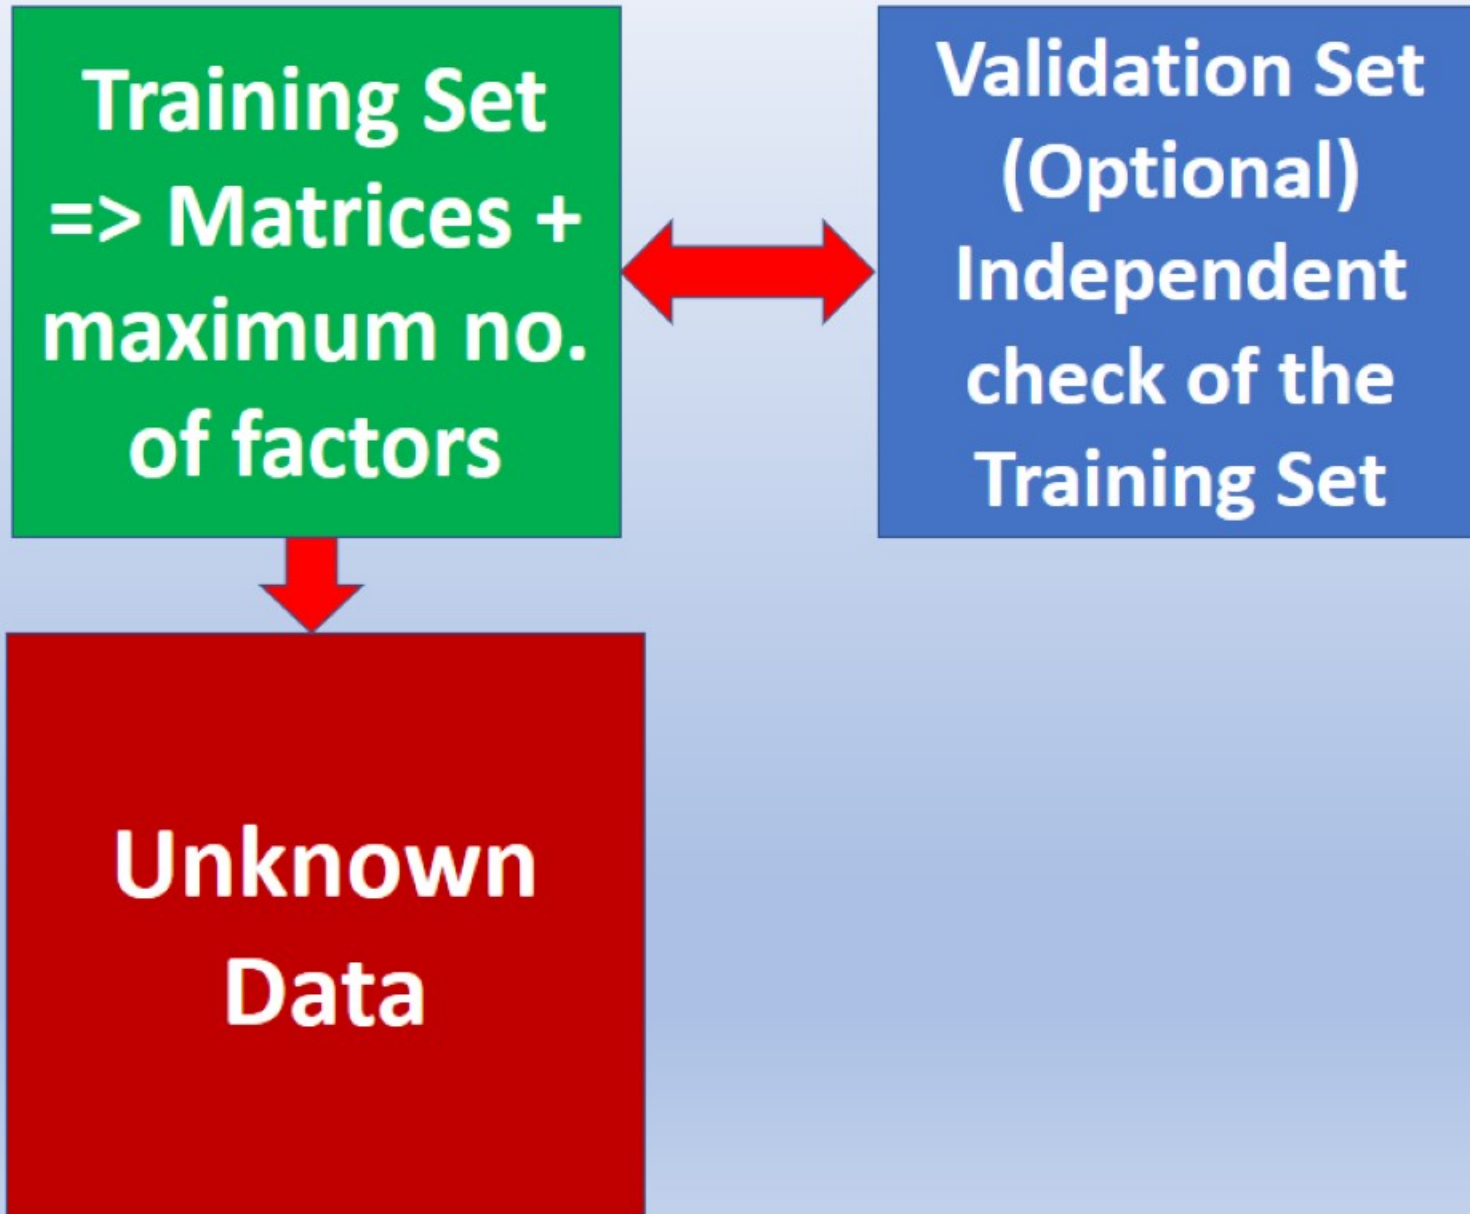 Training Set
=> Matrices +
maximum no.
of factors
Validation Set
(Optional)
Independent
check of the
Training Set
Unknown
Data